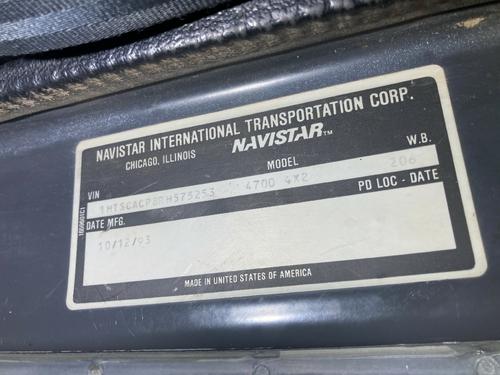 NAVISTAR INTERNATIONAL TRANSPORTATION CORP.
CHICAGO, ILLINOIS NAVISTAR™
VIN MODEL W.B.
4700 4X2 206
DATE MFG. PD LOC - DATE
10/12/93
MADE IN UNITED STATES OF AMERICA